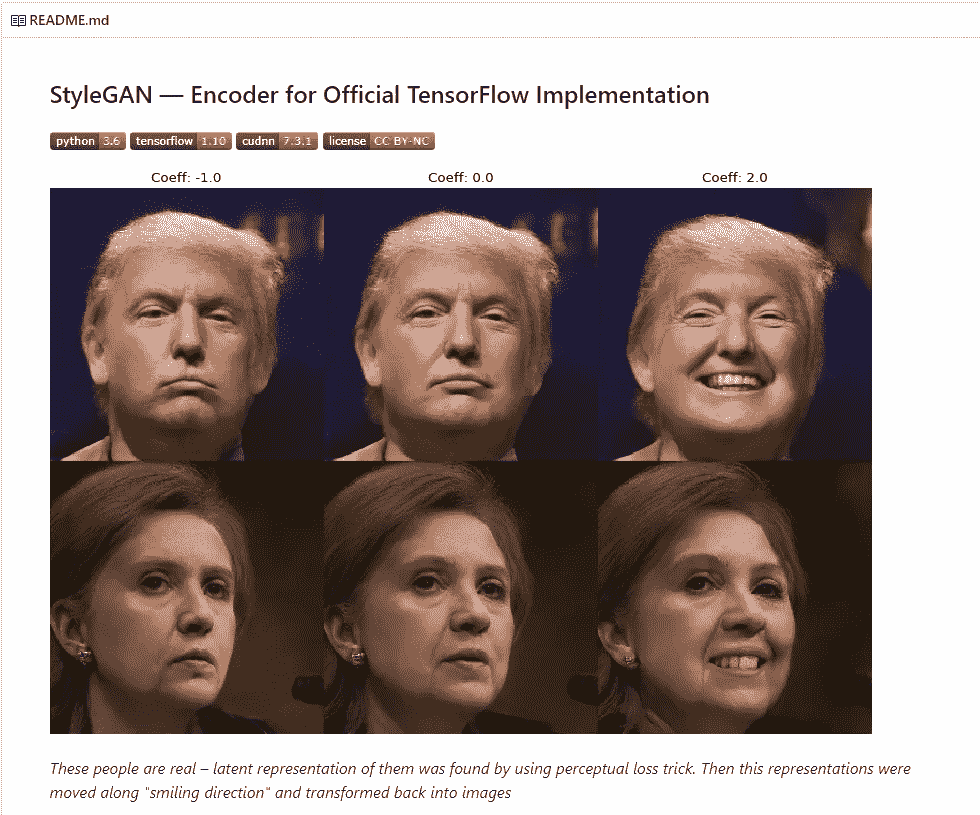 README.md
StyleGAN — Encoder for Official TensorFlow Implementation
python 3.6 tensorflow 1.10 cudnn 7.3.1 license CC BY-NC
Coeff: -1.0 Coeff: 0.0 Coeff: 2.0
These people are real – latent representation of them was found by using perceptual loss trick. Then this representations were
moved along "smiling direction" and transformed back into images